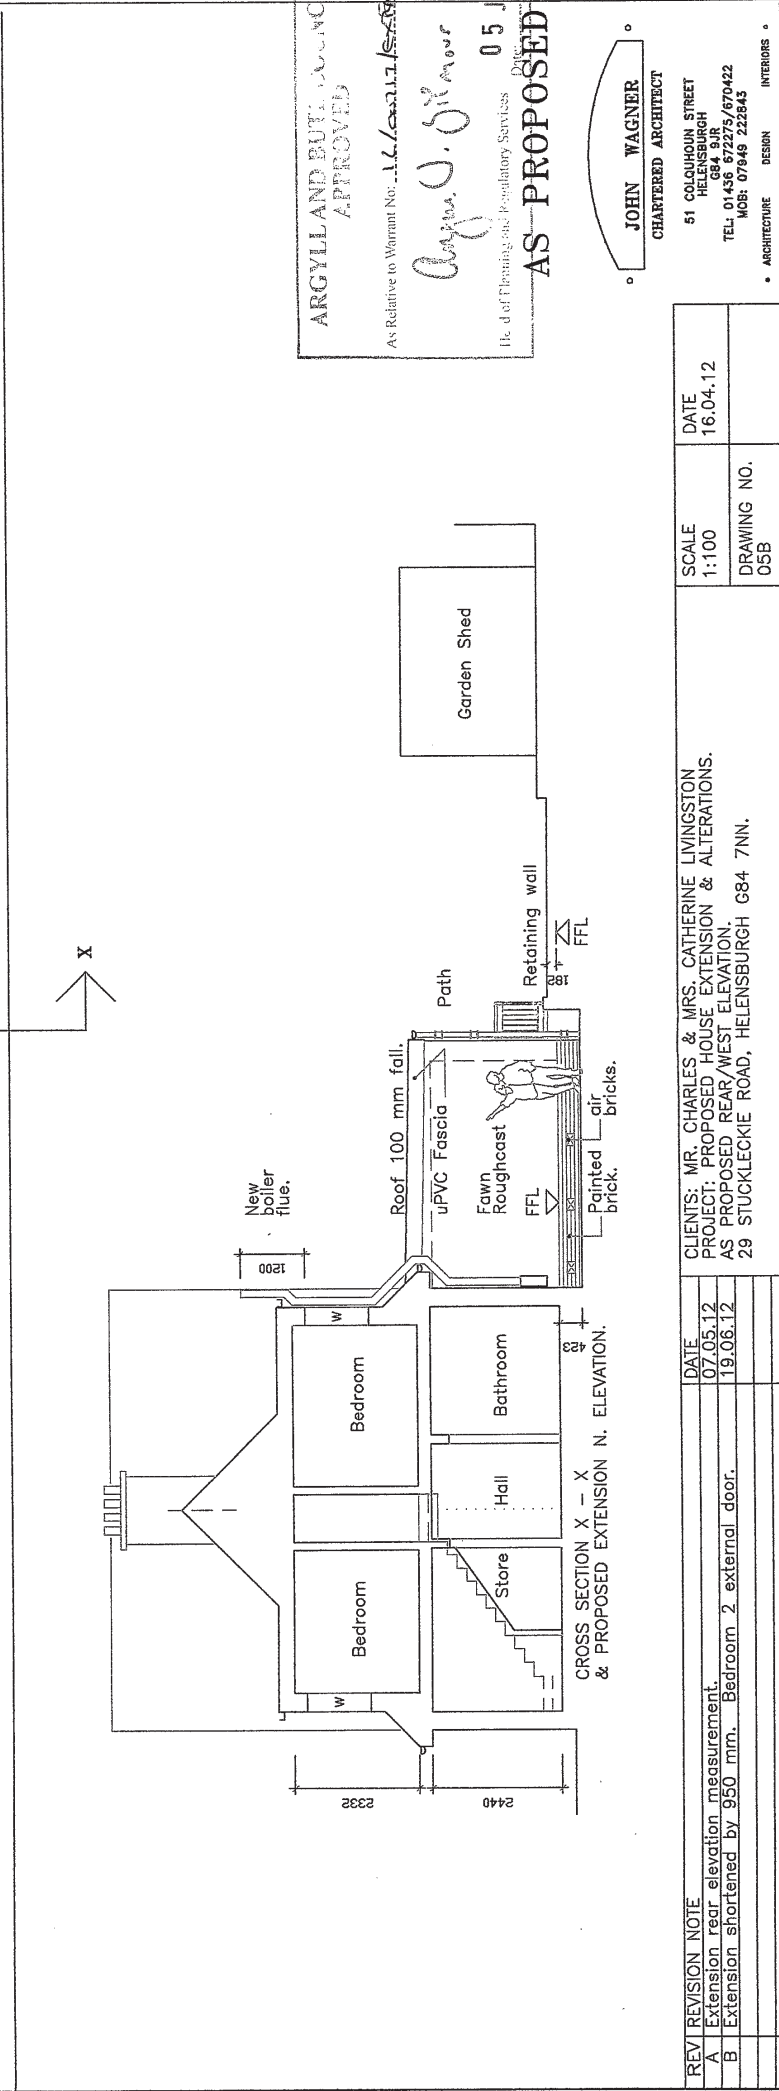 X
ARGYLL AND BUTE COUNC
APPROVED
As Relative to Warrant No:
Head of Planning and Regulatory Services
Date:
05 J
AS PROPOSED
New
boiler
flue.
1200
Roof 100 mm fall.
Path
uPVC Fascia
Fawn
Roughcast
FFL
Retaining wall
182
FFL
Garden Shed
Painted
brick.
air
bricks.
W
Bedroom
Bedroom
W
Bathroom
Hall
Store
2332
2440
423
CROSS SECTION X - X
& PROPOSED EXTENSION N. ELEVATION.
REV REVISION NOTE DATE
A Extension rear elevation measurement. 07.05.12
B Extension shortened by 950 mm. Bedroom 2 external door. 19.06.12
CLIENTS: MR. CHARLES & MRS. CATHERINE LIVINGSTON
PROJECT: PROPOSED HOUSE EXTENSION & ALTERATIONS.
AS PROPOSED REAR/WEST ELEVATION.
29 STUCKLECKIE ROAD, HELENSBURGH G84 7NN.
SCALE
1:100
DATE
16.04.12
DRAWING NO.
05B
JOHN WAGNER
CHARTERED ARCHITECT
51 COLQUHOUN STREET
HELENSBURGH
G84 9JR
TEL: 01436 672275/670422
MOB: 07949 222843
• ARCHITECTURE DESIGN INTERIORS •